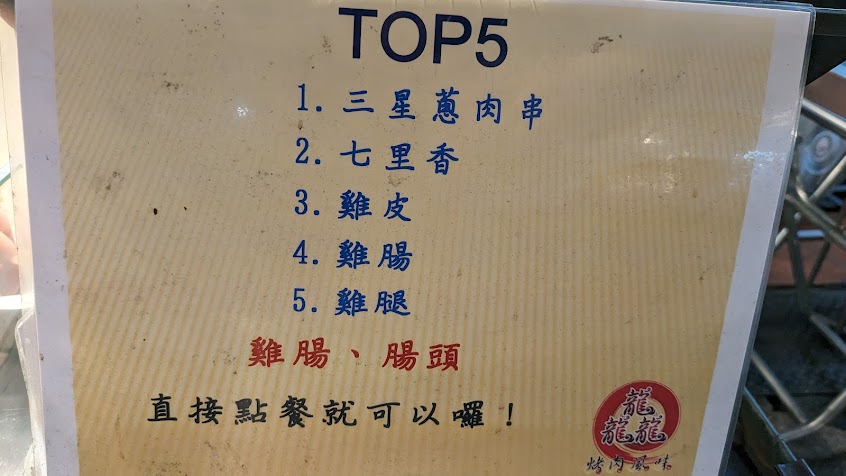 TOP5
1. 三星蔥肉串
2. 七里香
3. 雞皮
4. 雞腸
5. 雞腿
雞腸、腸頭
直接點餐就可以囉！
龍
龍龍
烤肉風味